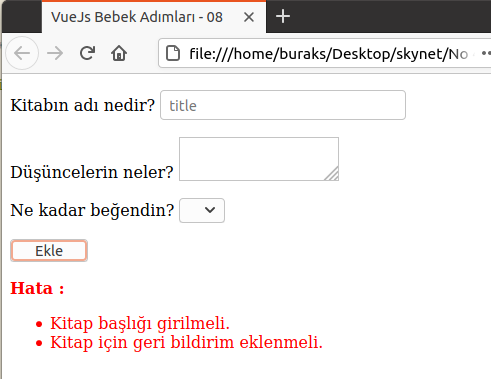 VueJs Bebek Adımları - 08
file:///home/buraks/Desktop/skynet/No
Kitabın adı nedir? title
Düşüncelerin neler?
Ne kadar beğendin?
Ekle
Hata :
Kitap başlığı girilmeli.
Kitap için geri bildirim eklenmeli.